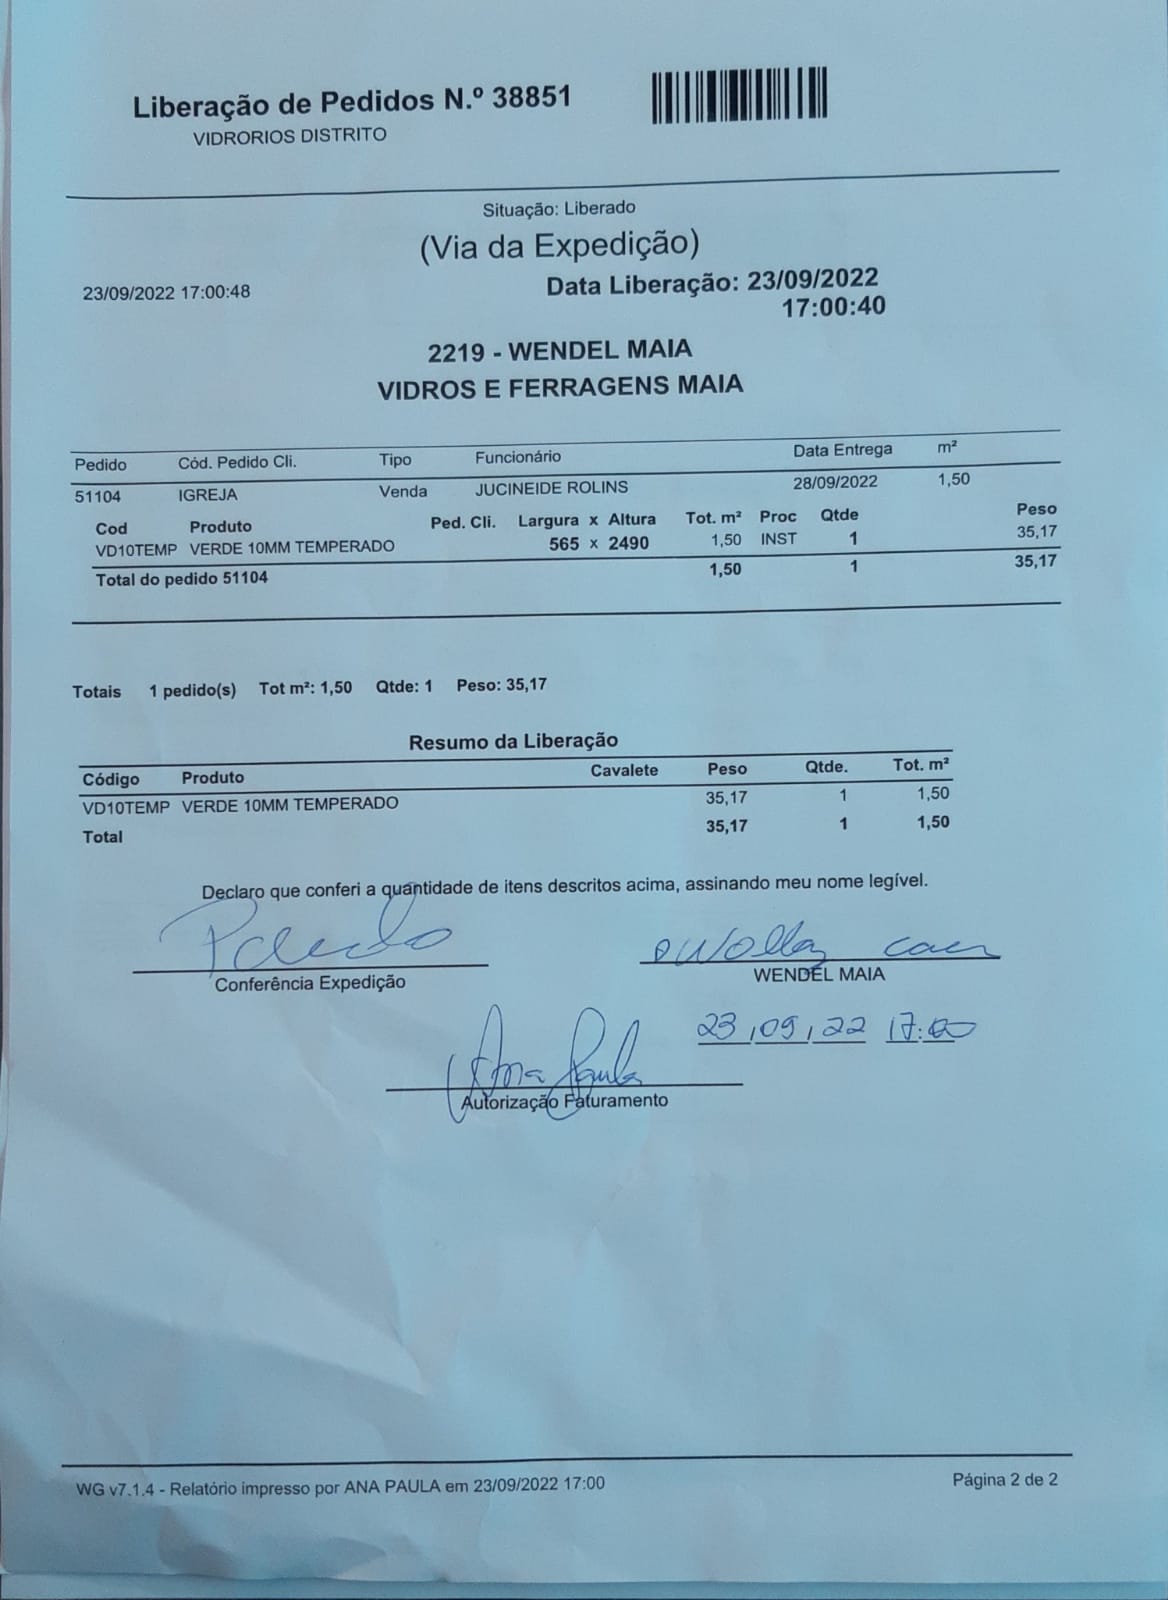 Liberação de Pedidos N.º 38851
VIDRORIOS DISTRITO
Situação: Liberado
(Via da Expedição)
23/09/2022 17:00:48
Data Liberação: 23/09/2022
17:00:40
2219 - WENDEL MAIA
VIDROS E FERRAGENS MAIA
Pedido Cód. Pedido Cli. Tipo Funcionário Data Entrega m²
51104 IGREJA Venda JUCINEIDE ROLINS 28/09/2022 1,50
Cod Produto Ped. Cli. Largura x Altura Tot. m² Proc Qtde Peso
VD10TEMP VERDE 10MM TEMPERADO 565 x 2490 1,50 INST 1 35,17
Total do pedido 51104 1,50 1 35,17
Totais 1 pedido(s) Tot m²: 1,50 Qtde: 1 Peso: 35,17
Resumo da Liberação
Código Produto Cavalete Peso Qtde. Tot. m²
VD10TEMP VERDE 10MM TEMPERADO 35,17 1 1,50
Total 35,17 1 1,50
Declaro que conferi a quantidade de itens descritos acima, assinando meu nome legível.
Conferência Expedição
WENDEL MAIA
23/09/22 17:00
Ana Paula
Autorização Faturamento
WG v7.1.4 - Relatório impresso por ANA PAULA em 23/09/2022 17:00
Página 2 de 2